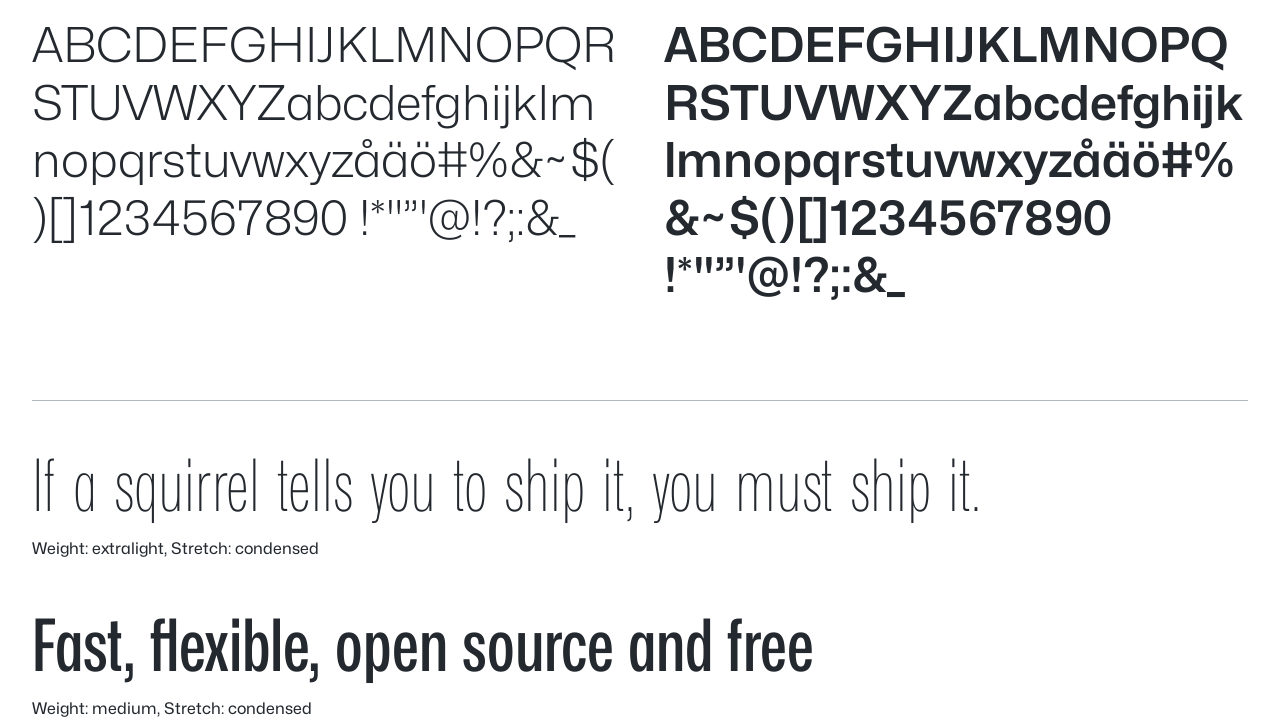 ABCDEFGHIJKLMNOPQR
STUVWXYZabcdefghijklm
nopqrstuvwxyzåäö#%&~$(
)[]1234567890 !*"”'@!?;:&_
ABCDEFGHIJKLMNOPQ
RSTUVWXYZabcdefghijk
lmnopqrstuvwxyzåäö#%
&~$()[]1234567890
!*"”'@!?;:&_
If a squirrel tells you to ship it, you must ship it.
Weight: extralight, Stretch: condensed
Fast, flexible, open source and free
Weight: medium, Stretch: condensed